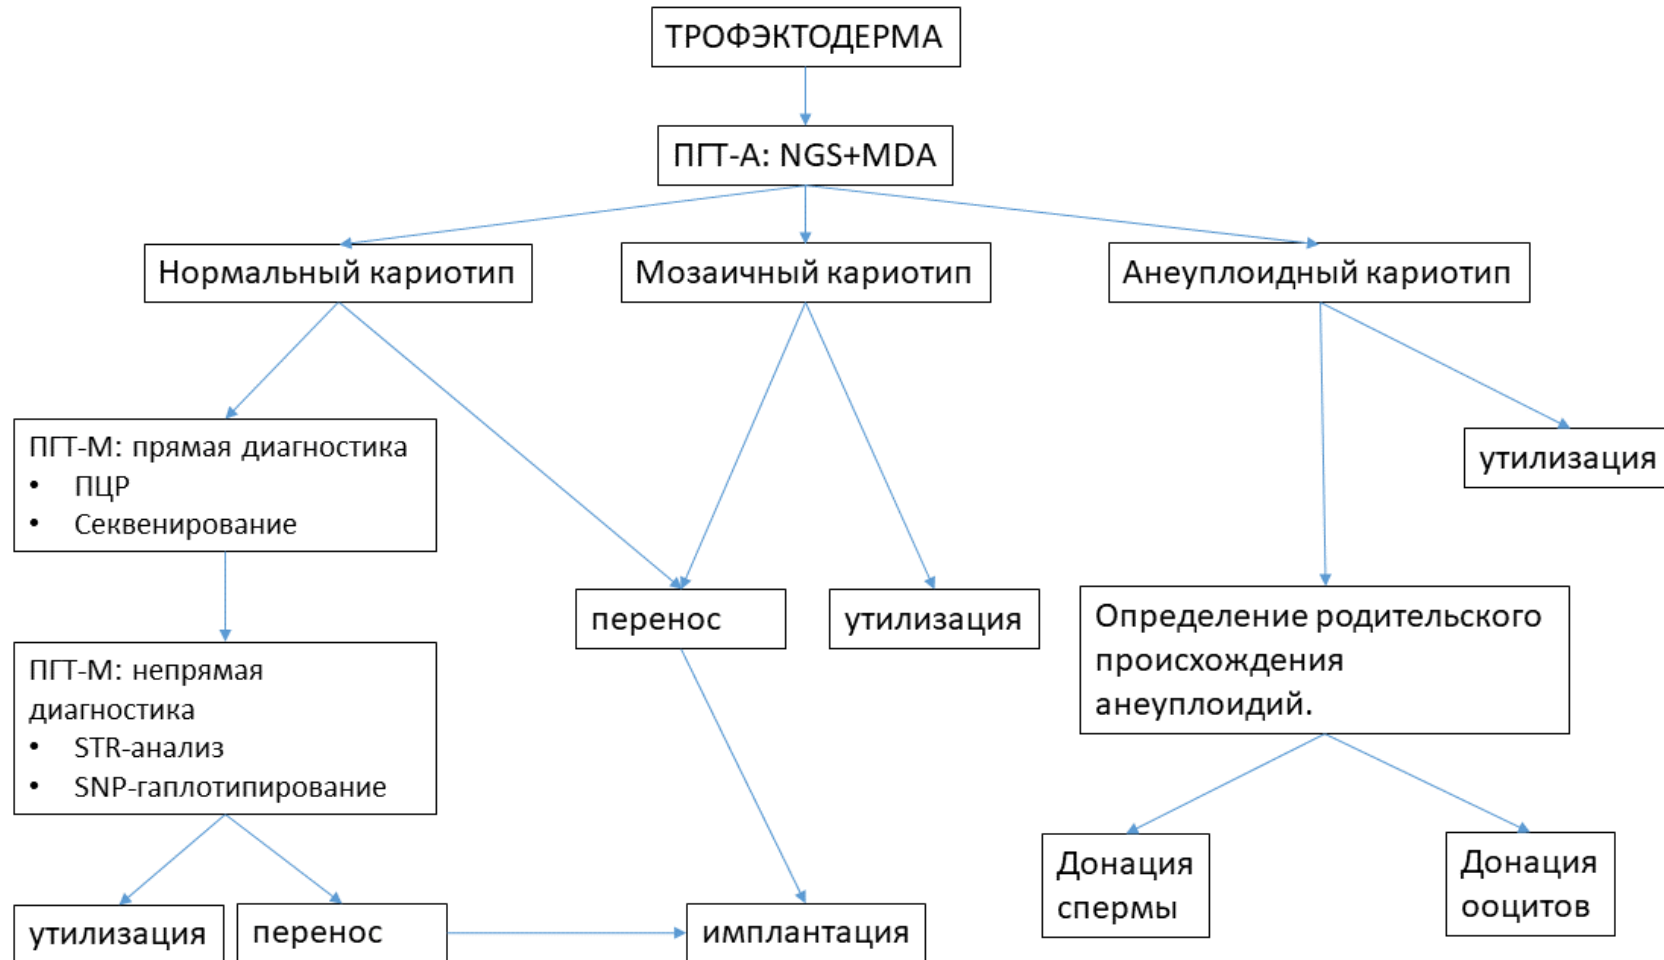 ТРОФЭКТОДЕРМА
ПГТ-А: NGS+MDA
Нормальный кариотип
Мозаичный кариотип
Анеуплоидный кариотип
ПГТ-М: прямая диагностика
• ПЦР
• Секвенирование
утилизация
перенос
утилизация
Определение родительского
происхождения
анеуплоидий.
ПГТ-М: непрямая
диагностика
• STR-анализ
• SNP-гаплотипирование
Донация
спермы
Донация
ооцитов
утилизация
перенос
имплантация